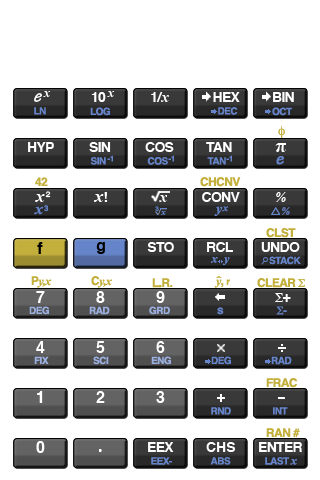 eˣ 10ˣ 1/x →HEX →BIN
LN LOG →DEC →OCT
ϕ
HYP SIN COS TAN π
SIN⁻¹ COS⁻¹ TAN⁻¹ e
42 CHCNV
x² x! √x CONV %
x³ ∛x yˣ △%
CLST
f g STO RCL UNDO
x↔y ⌕STACK
Py,x Cy,x L.R. ŷ, r CLEAR Σ
7 8 9 ← Σ+
DEG RAD GRD s Σ-
4 5 6 × ÷
FIX SCI ENG →DEG →RAD
FRAC
1 2 3 + −
RND INT
RAN #
0 . EEX CHS ENTER
EEX- ABS LAST x